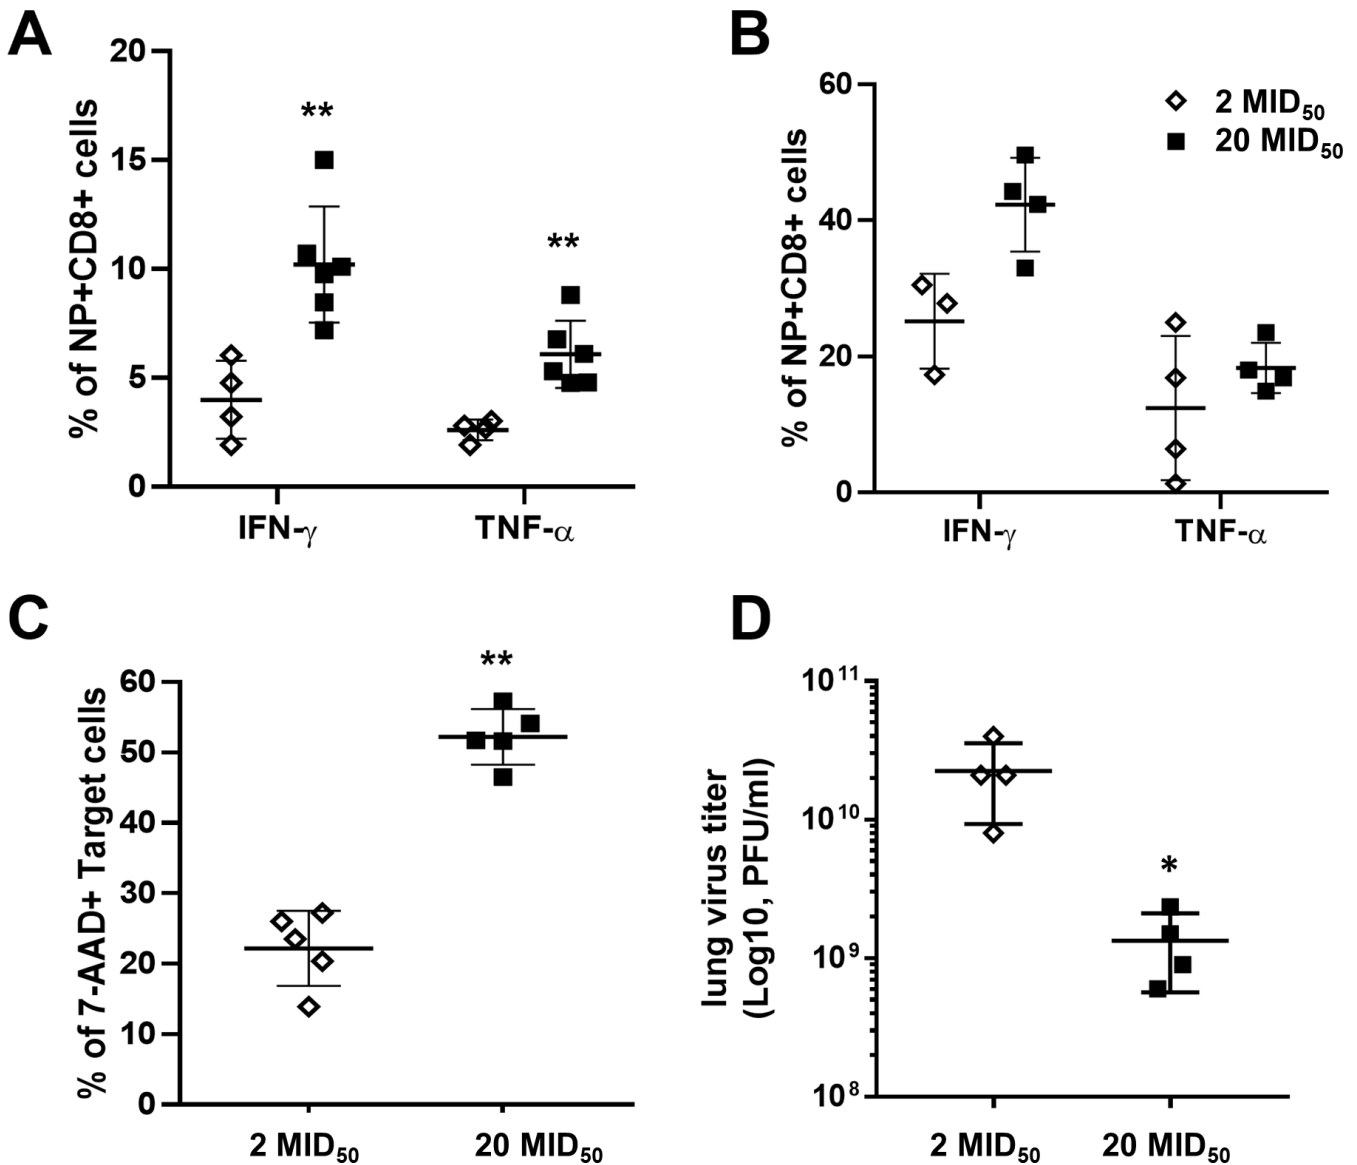 A
% of NP+CD8+ cells
20
15
10
5
0
**
**
IFN-γ
TNF-α
B
% of NP+CD8+ cells
60
40
20
0
2 MID50
20 MID50
IFN-γ
TNF-α
C
% of 7-AAD+ Target cells
60
50
40
30
20
10
0
**
2 MID50
20 MID50
D
lung virus titer
(Log10, PFU/ml)
10^11
10^10
10^9
10^8
*
2 MID50
20 MID50